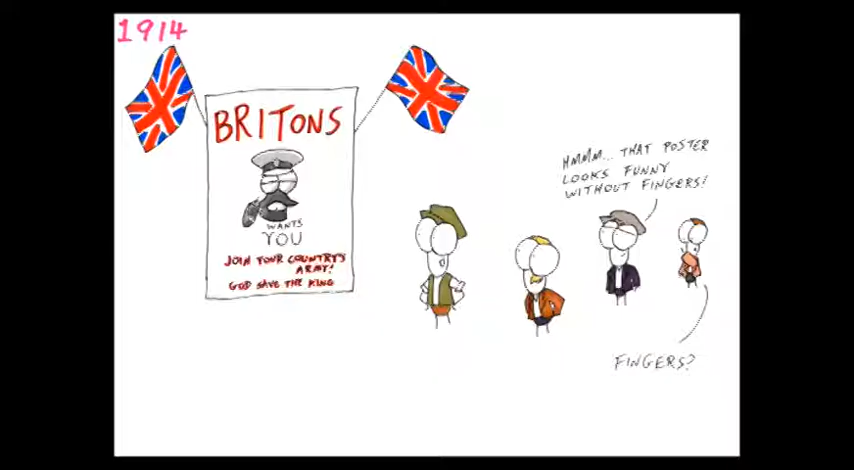 1914
BRITONS
WANTS
YOU
JOIN YOUR COUNTRY'S
ARMY!
GOD SAVE THE KING
HMMM... THAT POSTER
LOOKS FUNNY
WITHOUT FINGERS!
FINGERS?